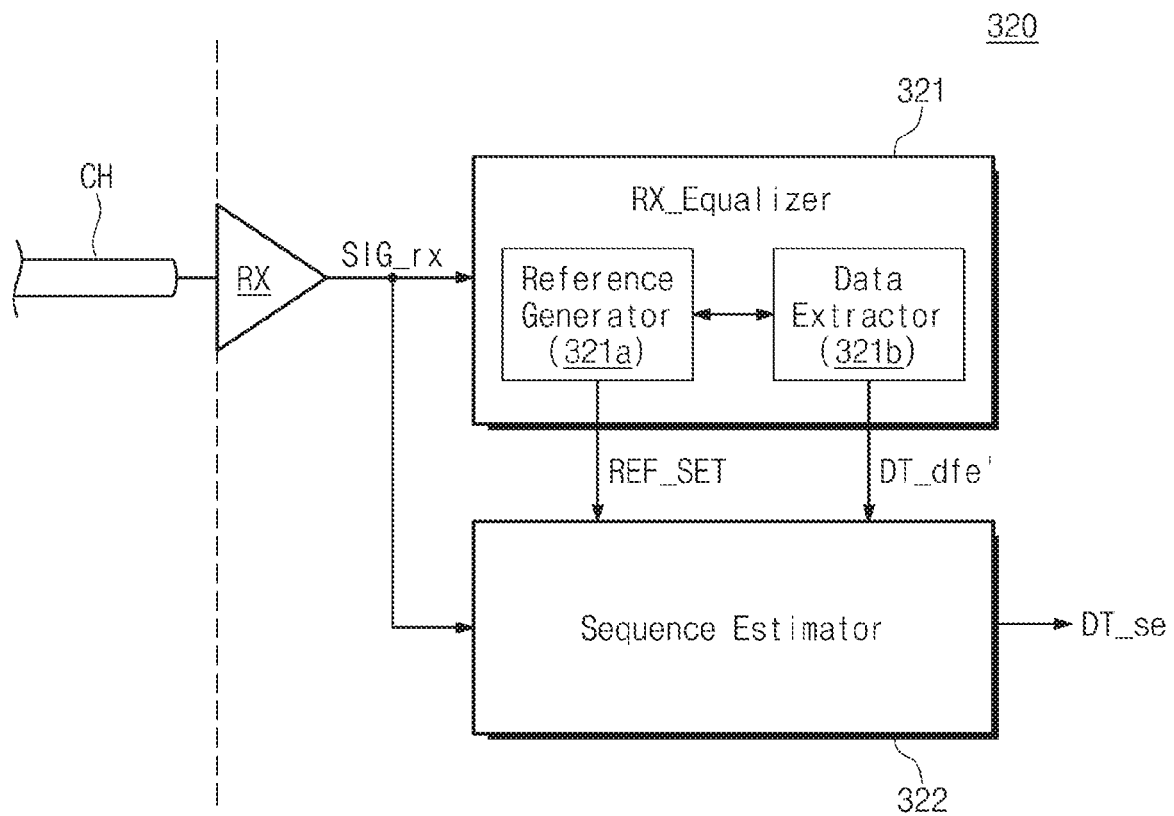 320
321
CH
RX_Equalizer
RX
SIG_rx
Reference
Generator
(321a)
Data
Extractor
(321b)
REF_SET
DT_dfe'
Sequence Estimator
DT_se
322